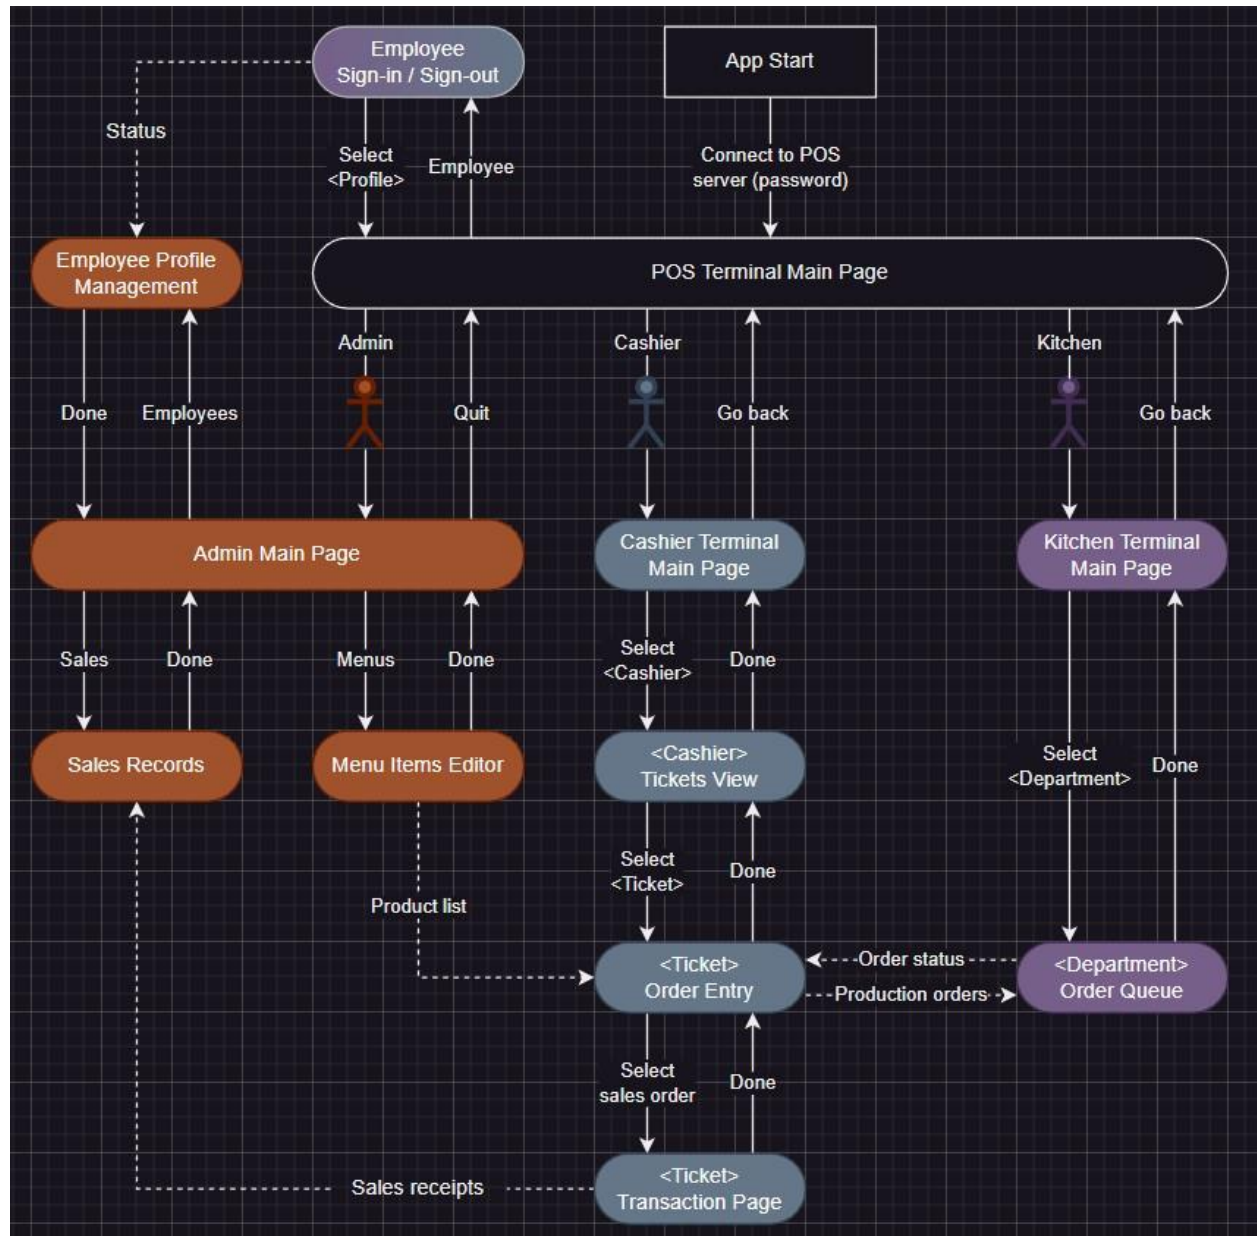 Employee
Sign-in / Sign-out
App Start
Status
Select
<Profile>
Employee
Connect to POS
server (password)
Employee Profile
Management
POS Terminal Main Page
Admin
Cashier
Kitchen
Done
Employees
Quit
Go back
Go back
Admin Main Page
Cashier Terminal
Main Page
Kitchen Terminal
Main Page
Sales
Done
Menus
Done
Select
<Cashier>
Done
Sales Records
Menu Items Editor
<Cashier>
Tickets View
Select
<Department>
Done
Select
<Ticket>
Done
Product list
<Ticket>
Order Entry
Order status
Production orders
<Department>
Order Queue
Select
sales order
Done
Sales receipts
<Ticket>
Transaction Page